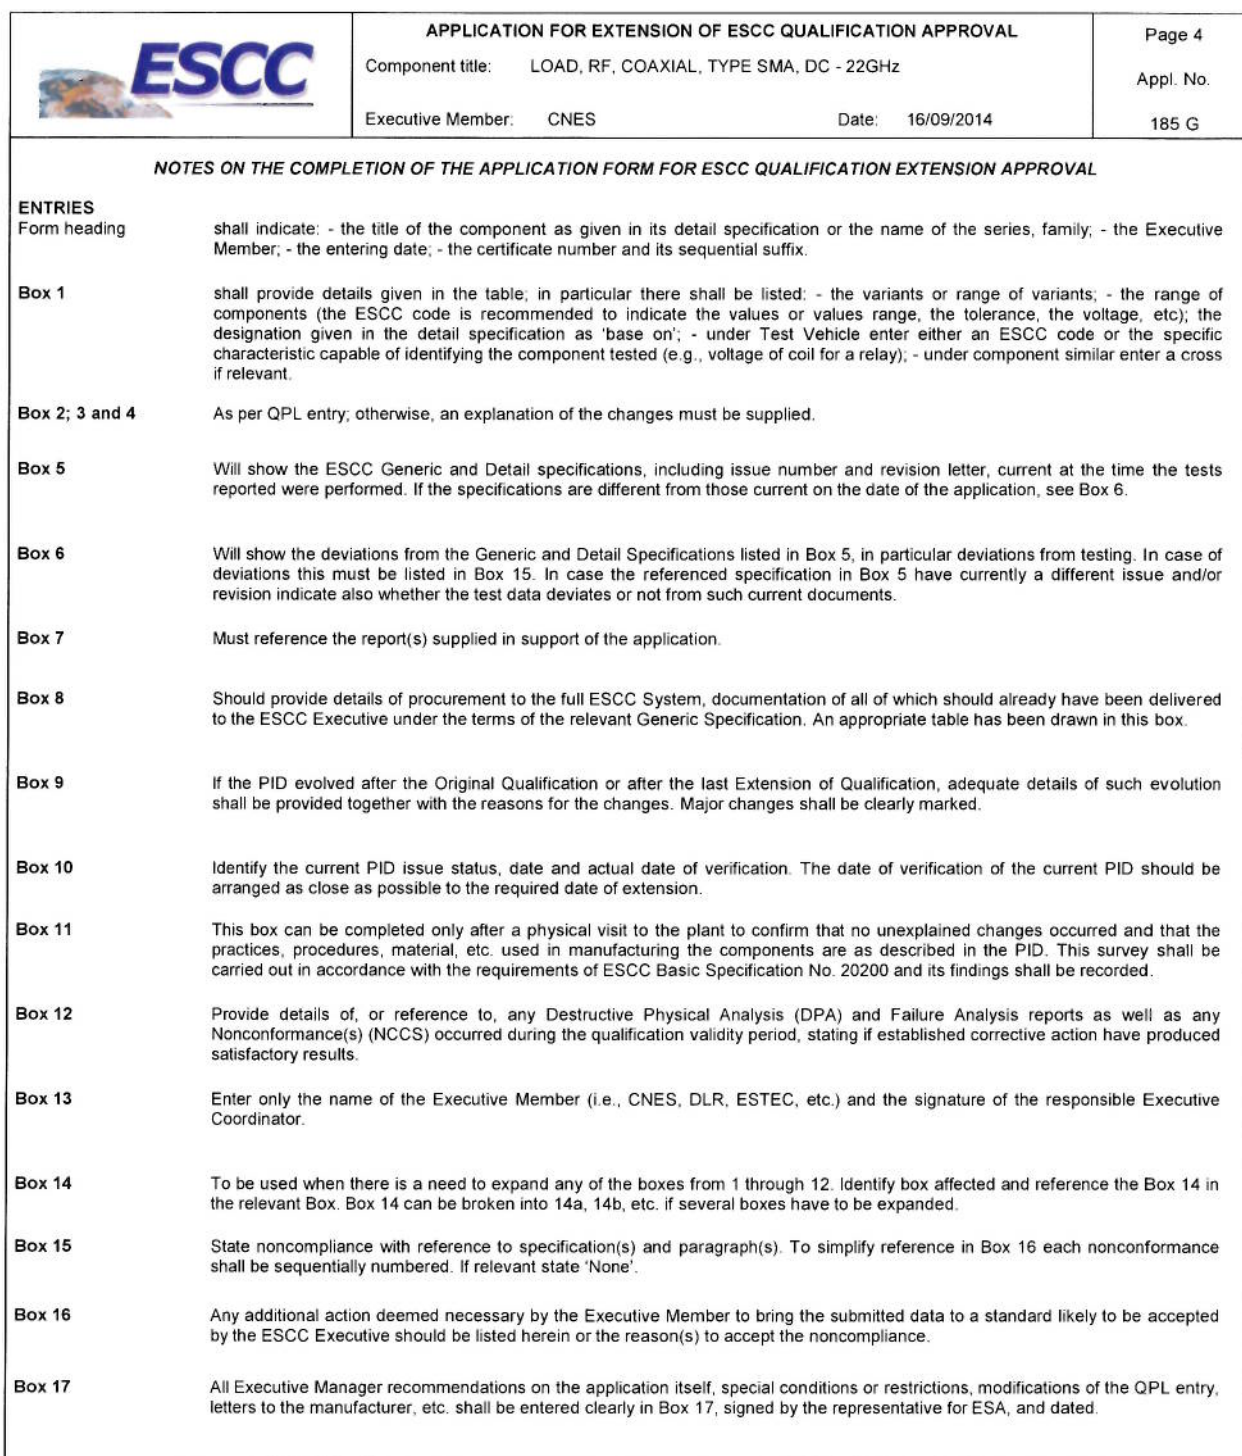 ESCC
APPLICATION FOR EXTENSION OF ESCC QUALIFICATION APPROVAL
Component title: LOAD, RF, COAXIAL, TYPE SMA, DC - 22GHz
Executive Member: CNES Date: 16/09/2014
Page 4
Appl. No.
185 G
NOTES ON THE COMPLETION OF THE APPLICATION FORM FOR ESCC QUALIFICATION EXTENSION APPROVAL
ENTRIES
Form heading shall indicate: - the title of the component as given in its detail specification or the name of the series, family; - the Executive
Member; - the entering date; - the certificate number and its sequential suffix.
Box 1 shall provide details given in the table; in particular there shall be listed: - the variants or range of variants; - the range of
components (the ESCC code is recommended to indicate the values or values range, the tolerance, the voltage, etc); the
designation given in the detail specification as 'base on'; - under Test Vehicle enter either an ESCC code or the specific
characteristic capable of identifying the component tested (e.g., voltage of coil for a relay); - under component similar enter a cross
if relevant.
Box 2; 3 and 4 As per QPL entry; otherwise, an explanation of the changes must be supplied.
Box 5 Will show the ESCC Generic and Detail specifications, including issue number and revision letter, current at the time the tests
reported were performed. If the specifications are different from those current on the date of the application, see Box 6.
Box 6 Will show the deviations from the Generic and Detail Specifications listed in Box 5, in particular deviations from testing. In case of
deviations this must be listed in Box 15. In case the referenced specification in Box 5 have currently a different issue and/or
revision indicate also whether the test data deviates or not from such current documents.
Box 7 Must reference the report(s) supplied in support of the application.
Box 8 Should provide details of procurement to the full ESCC System, documentation of all of which should already have been delivered
to the ESCC Executive under the terms of the relevant Generic Specification. An appropriate table has been drawn in this box.
Box 9 If the PID evolved after the Original Qualification or after the last Extension of Qualification, adequate details of such evolution
shall be provided together with the reasons for the changes. Major changes shall be clearly marked.
Box 10 Identify the current PID issue status, date and actual date of verification. The date of verification of the current PID should be
arranged as close as possible to the required date of extension.
Box 11 This box can be completed only after a physical visit to the plant to confirm that no unexplained changes occurred and that the
practices, procedures, material, etc. used in manufacturing the components are as described in the PID. This survey shall be
carried out in accordance with the requirements of ESCC Basic Specification No. 20200 and its findings shall be recorded.
Box 12 Provide details of, or reference to, any Destructive Physical Analysis (DPA) and Failure Analysis reports as well as any
Nonconformance(s) (NCCS) occurred during the qualification validity period, stating if established corrective action have produced
satisfactory results.
Box 13 Enter only the name of the Executive Member (i.e., CNES, DLR, ESTEC, etc.) and the signature of the responsible Executive
Coordinator.
Box 14 To be used when there is a need to expand any of the boxes from 1 through 12. Identify box affected and reference the Box 14 in
the relevant Box. Box 14 can be broken into 14a, 14b, etc. if several boxes have to be expanded.
Box 15 State noncompliance with reference to specification(s) and paragraph(s). To simplify reference in Box 16 each nonconformance
shall be sequentially numbered. If relevant state 'None'.
Box 16 Any additional action deemed necessary by the Executive Member to bring the submitted data to a standard likely to be accepted
by the ESCC Executive should be listed herein or the reason(s) to accept the noncompliance.
Box 17 All Executive Manager recommendations on the application itself, special conditions or restrictions, modifications of the QPL entry,
letters to the manufacturer, etc. shall be entered clearly in Box 17, signed by the representative for ESA, and dated.